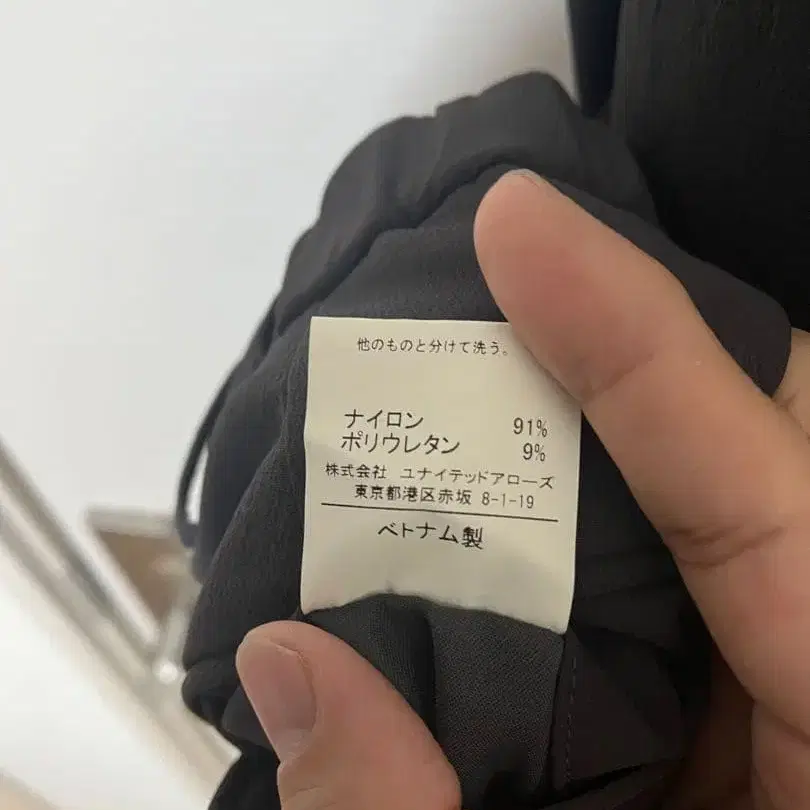 他のものと分けて洗う。
ナイロン 91%
ポリウレタン 9%
株式会社 ユナイテッドアローズ
東京都港区赤坂 8-1-19
ベトナム製